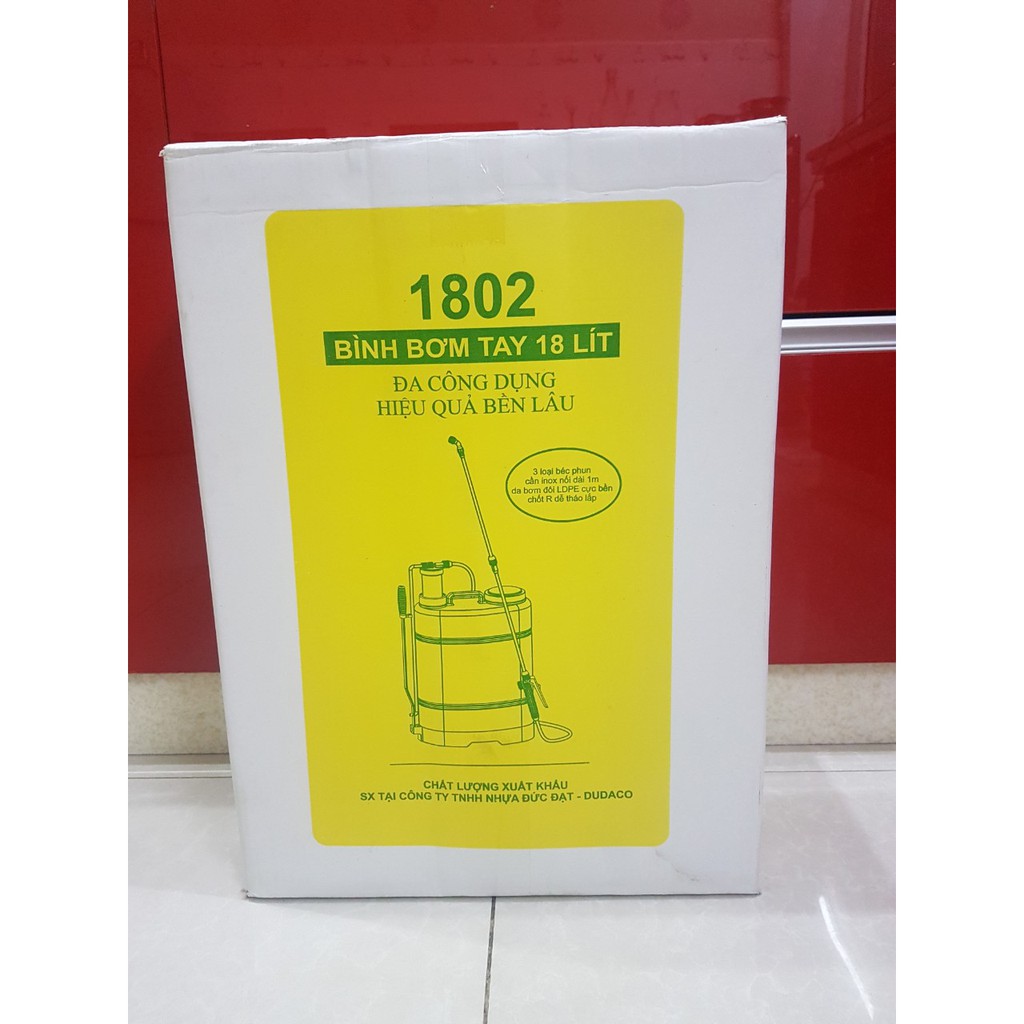 1802
BÌNH BƠM TAY 18 LÍT
ĐA CÔNG DỤNG
HIỆU QUẢ BỀN LÂU
3 loại béc phun
cần inox nối dài 1m
da bơm đôi LDPE cực bền
chốt R dễ tháo lắp
CHẤT LƯỢNG XUẤT KHẨU
SX TẠI CÔNG TY TNHH NHỰA ĐỨC ĐẠT - DUDACO